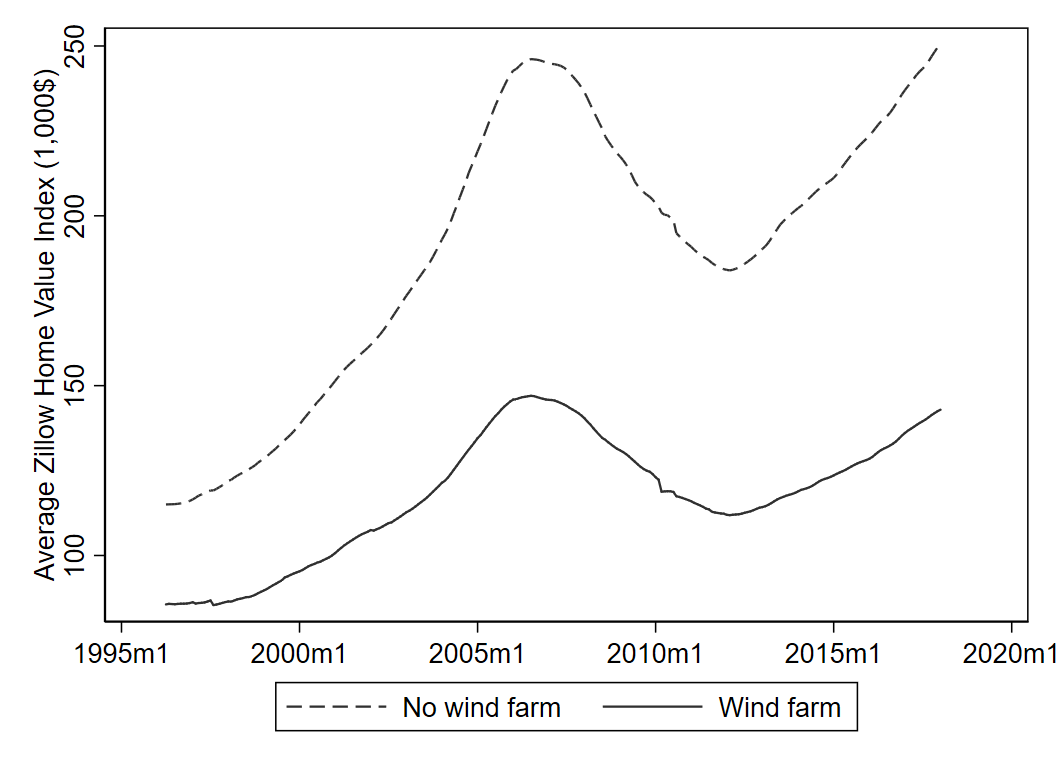 Average Zillow Home Value Index (1,000$)
250
200
150
100
1995m1 2000m1 2005m1 2010m1 2015m1 2020m1
No wind farm Wind farm